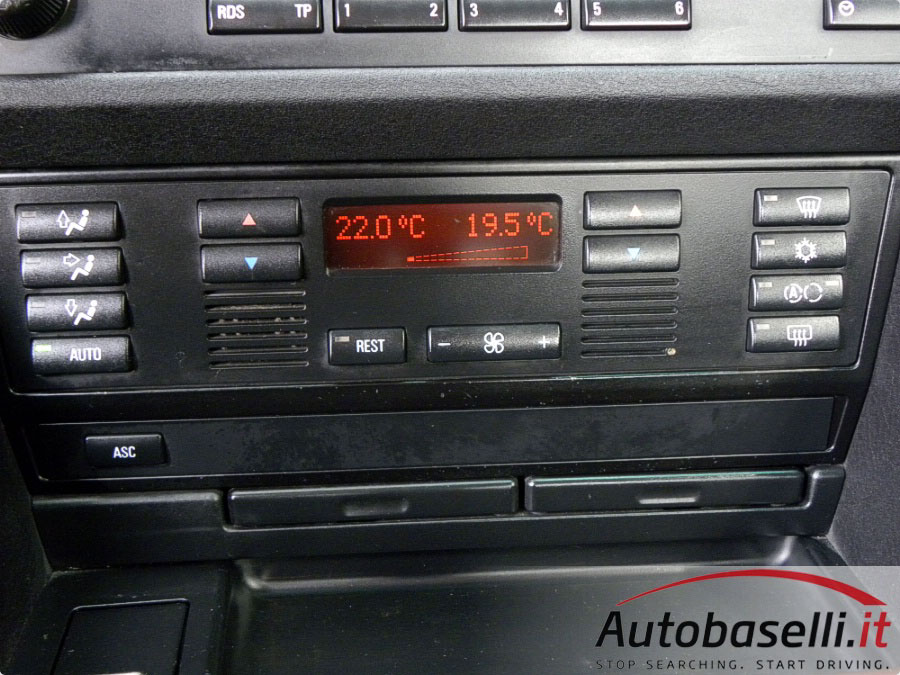 RDS TP 1 2 3 4 5 6
22.0°C 19.5°C
AUTO REST - +
ASC
Autobaselli.it
STOP SEARCHING. START DRIVING.